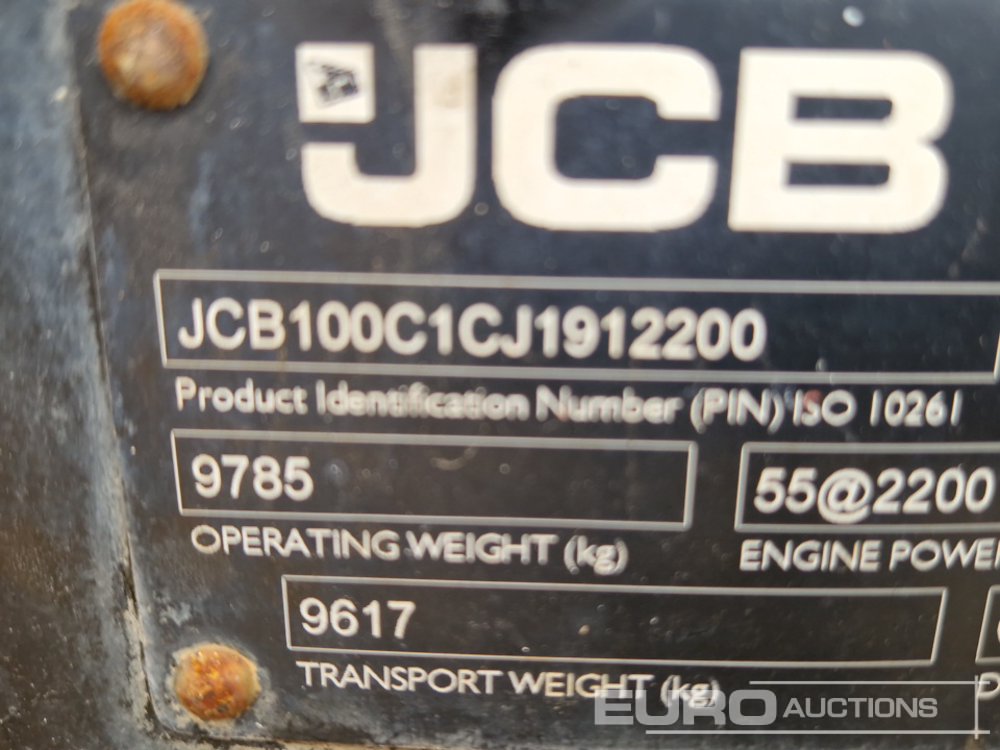 JCB
JCB100C1CJ1912200
Product Identification Number (PIN) ISO 10261
9785
55@2200
OPERATING WEIGHT (kg)
ENGINE POWER
9617
TRANSPORT WEIGHT (kg)
EURO AUCTIONS